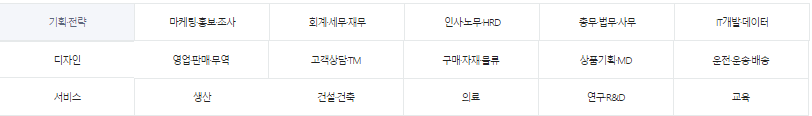 기획·전략 마케팅·홍보·조사 회계·세무·재무 인사·노무·HRD 총무·법무·사무 IT개발·데이터
디자인 영업·판매·무역 고객상담·TM 구매·자재·물류 상품기획·MD 운전·운송·배송
서비스 생산 건설·건축 의료 연구·R&D 교육